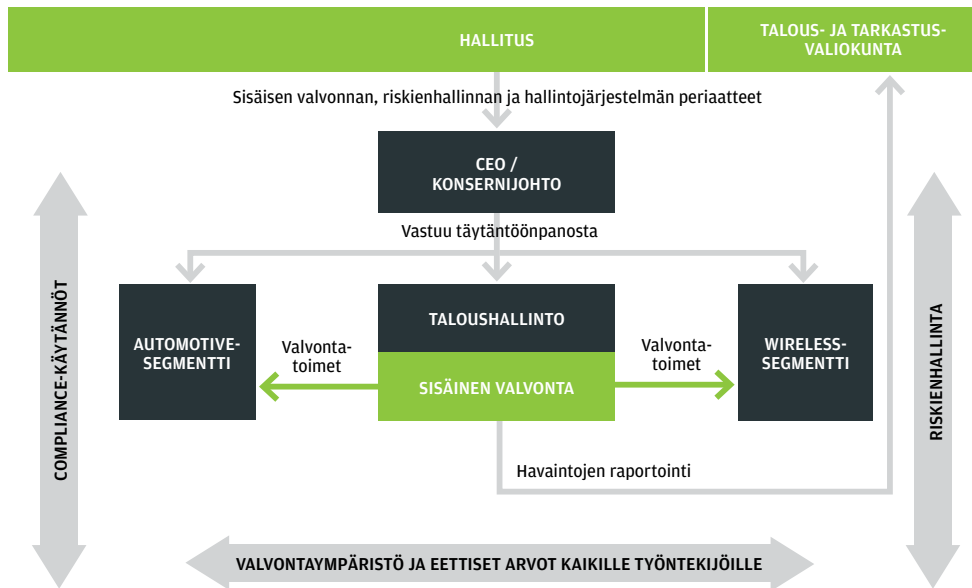 HALLITUS
TALOUS- JA TARKASTUS-
VALIOKUNTA
Sisäisen valvonnan, riskienhallinnan ja hallintojärjestelmän periaatteet
CEO /
KONSERNIJOHTO
Vastuu täytäntöönpanosta
COMPLIANCE-KÄYTÄNNÖT
AUTOMOTIVE-
SEGMENTTI
Valvonta-
toimet
TALOUSHALLINTO
SISÄINEN VALVONTA
Valvonta-
toimet
WIRELESS-
SEGMENTTI
RISKIENHALLINTA
Havaintojen raportointi
VALVONTAYMPÄRISTÖ JA EETTISET ARVOT KAIKILLE TYÖNTEKIJÖILLE